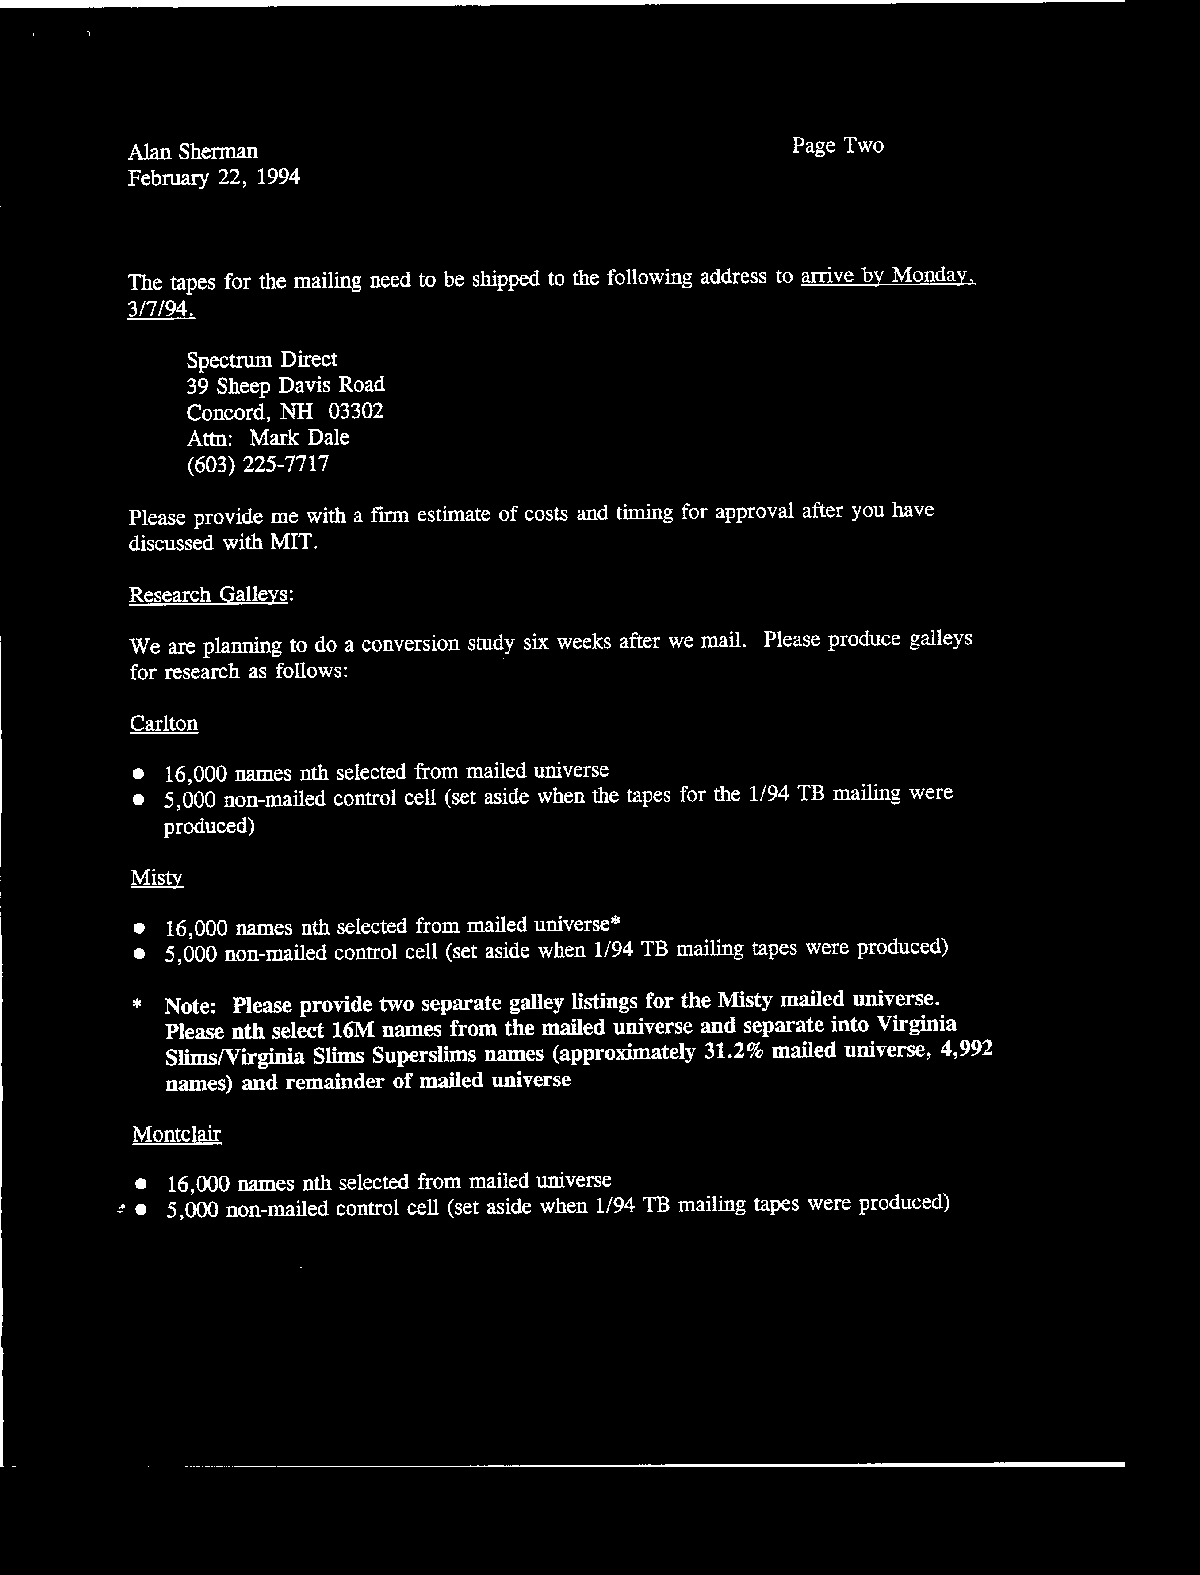 Alan Sherman
Page Two
February 22, 1994
The tapes for the mailing need to be shipped to the following address to arrive by Monday,
3/7/94.
Spectrum Direct
39 Sheep Davis Road
Concord, NH 03302
Attn: Mark Dale
(603) 225-7717
Please provide me with a firm estimate of costs and timing for approval after you have
discussed with MIT.
Research Galleys:
We are planning to do a conversion study six weeks after we mail. Please produce galleys
for research as follows:
Carlton
● 16,000 names nth selected from mailed universe
● 5,000 non-mailed control cell (set aside when the tapes for the 1/94 TB mailing were
produced)
Misty
● 16,000 names nth selected from mailed universe*
● 5,000 non-mailed control cell (set aside when 1/94 TB mailing tapes were produced)
* Note: Please provide two separate galley listings for the Misty mailed universe.
Please nth select 16M names from the mailed universe and separate into Virginia
Slims/Virginia Slims Superslims names (approximately 31.2% mailed universe, 4,992
names) and remainder of mailed universe
Montclair
● 16,000 names nth selected from mailed universe
● 5,000 non-mailed control cell (set aside when 1/94 TB mailing tapes were produced)